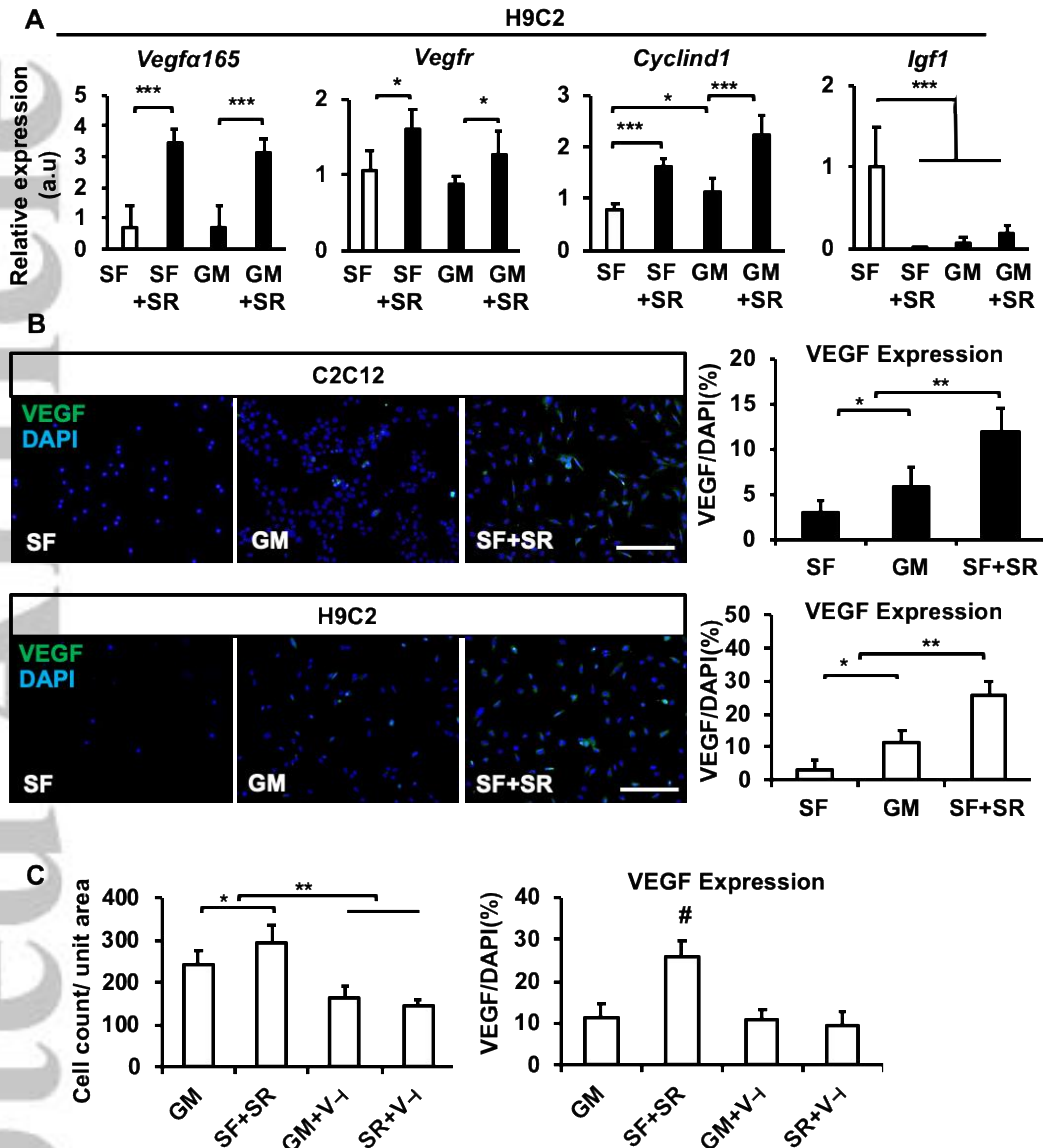 A
H9C2
Vegfα165
Vegfr
Cyclind1
Igf1
Relative expression
(a.u)
5
4
3
2
1
0
***
***
SF
SF
+SR
GM
GM
+SR
2
1
0
*
*
SF
SF
+SR
GM
GM
+SR
3
2
1
0
***
*
***
SF
SF
+SR
GM
GM
+SR
2
1
0
***
SF
SF
+SR
GM
GM
+SR
B
C2C12
VEGF
DAPI
SF
GM
SF+SR
VEGF Expression
VEGF/DAPI(%)
20
15
10
5
0
*
**
SF
GM
SF+SR
H9C2
VEGF
DAPI
SF
GM
SF+SR
VEGF Expression
VEGF/DAPI(%)
50
40
30
20
10
0
*
**
SF
GM
SF+SR
C
Cell count/ unit area
400
300
200
100
0
*
**
GM
SF+SR
GM+V-I
SR+V-I
VEGF Expression
VEGF/DAPI(%)
40
30
20
10
0
#
GM
SF+SR
GM+V-I
SR+V-I